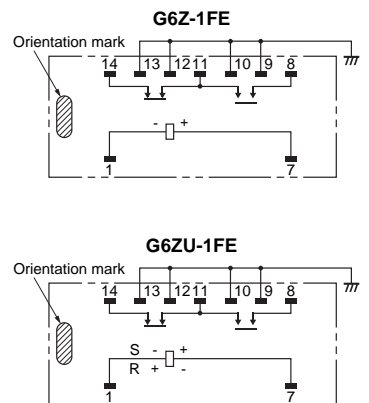 G6Z-1FE
Orientation mark
14 13 12 11 10 9 8
- +
1 7
G6ZU-1FE
Orientation mark
14 13 12 11 10 9 8
S - +
R + -
1 7